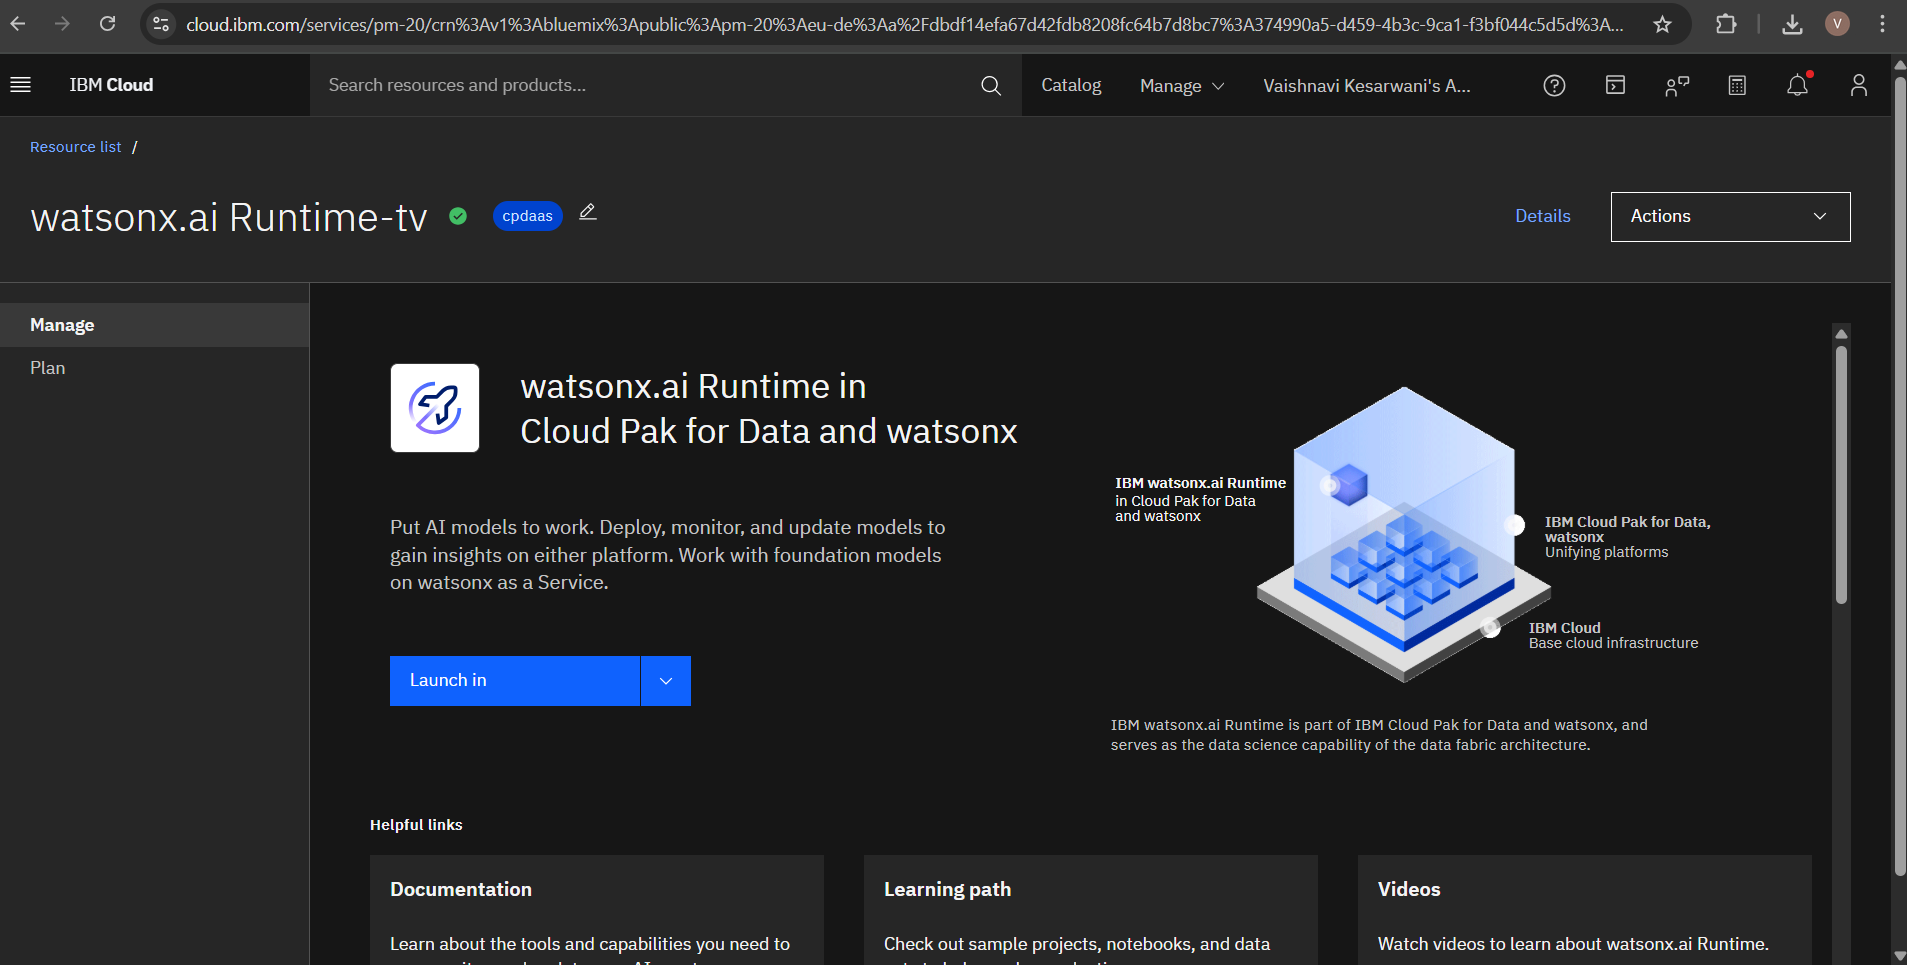 cloud.ibm.com/services/pm-20/crn%3Av1%3Abluemix%3Apublic%3Apm-20%3Aeu-de%3Aa%2Fdbdf14efa67d42fdb8208fc64b7d8bc7%3A374990a5-d459-4b3c-9ca1-f3bf044c5d5d%3A...
V
IBM Cloud
Search resources and products...
Catalog
Manage
Vaishnavi Kesarwani's A...
Resource list /
watsonx.ai Runtime-tv
cpdaas
Details
Actions
Manage
Plan
watsonx.ai Runtime in
Cloud Pak for Data and watsonx
Put AI models to work. Deploy, monitor, and update models to
gain insights on either platform. Work with foundation models
on watsonx as a Service.
Launch in
IBM watsonx.ai Runtime
in Cloud Pak for Data
and watsonx
IBM Cloud Pak for Data,
watsonx
Unifying platforms
IBM Cloud
Base cloud infrastructure
IBM watsonx.ai Runtime is part of IBM Cloud Pak for Data and watsonx, and
serves as the data science capability of the data fabric architecture.
Helpful links
Documentation
Learn about the tools and capabilities you need to
Learning path
Check out sample projects, notebooks, and data
Videos
Watch videos to learn about watsonx.ai Runtime.